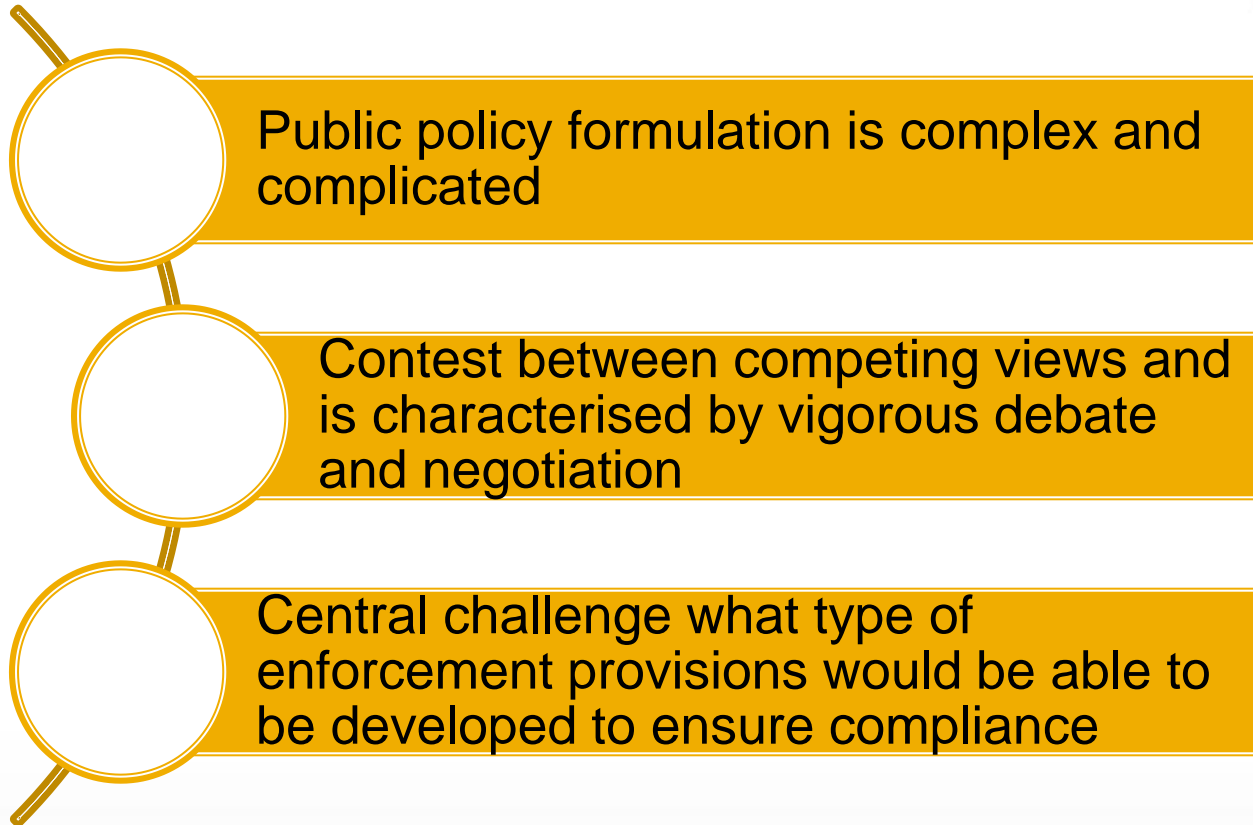 Public policy formulation is complex and
complicated
Contest between competing views and
is characterised by vigorous debate
and negotiation
Central challenge what type of
enforcement provisions would be able to
be developed to ensure compliance